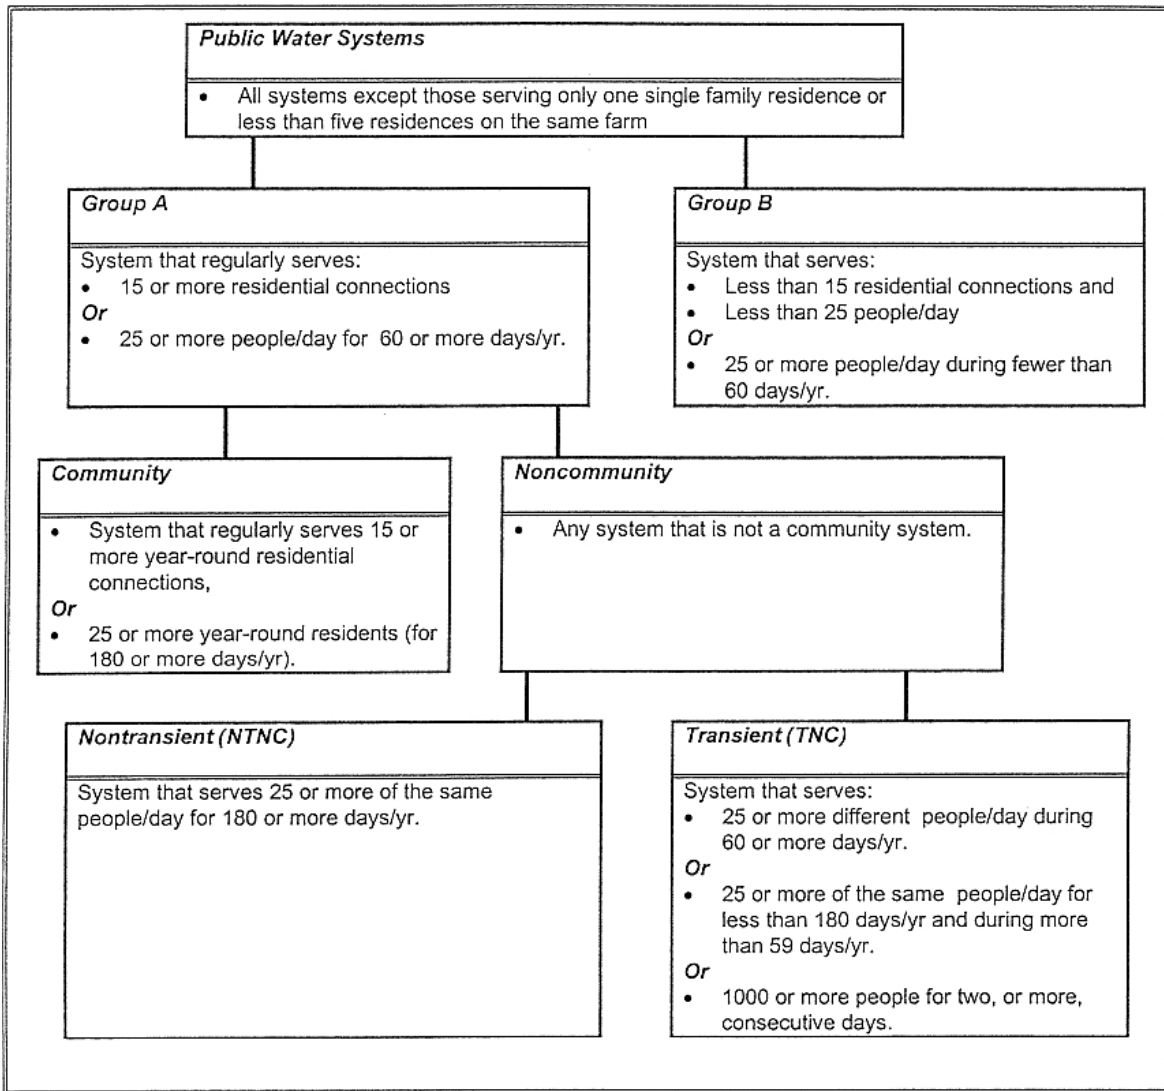 Public Water Systems
• All systems except those serving only one single family residence or
less than five residences on the same farm
Group A
System that regularly serves:
• 15 or more residential connections
Or
• 25 or more people/day for 60 or more days/yr.
Group B
System that serves:
• Less than 15 residential connections and
• Less than 25 people/day
Or
• 25 or more people/day during fewer than
60 days/yr.
Community
• System that regularly serves 15 or
more year-round residential
connections,
Or
• 25 or more year-round residents (for
180 or more days/yr).
Noncommunity
• Any system that is not a community system.
Nontransient (NTNC)
System that serves 25 or more of the same
people/day for 180 or more days/yr.
Transient (TNC)
System that serves:
• 25 or more different people/day during
60 or more days/yr.
Or
• 25 or more of the same people/day for
less than 180 days/yr and during more
than 59 days/yr.
Or
• 1000 or more people for two, or more,
consecutive days.